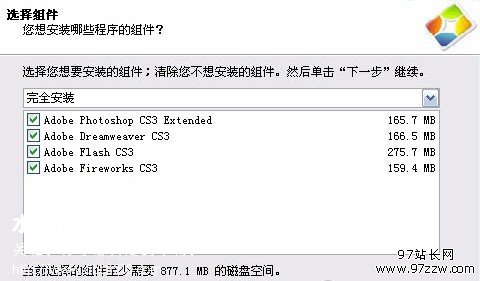 选择组件
您想安装哪些程序的组件？
选择您想要安装的组件；清除您不想安装的组件。然后单击“下一步”继续。
完全安装
Adobe Photoshop CS3 Extended 165.7 MB
Adobe Dreamweaver CS3 166.5 MB
Adobe Flash CS3 275.7 MB
Adobe Fireworks CS3 159.4 MB
97站长网
当前选择的组件至少需要 877.1 MB 的磁盘空间。
www.97zzw.com